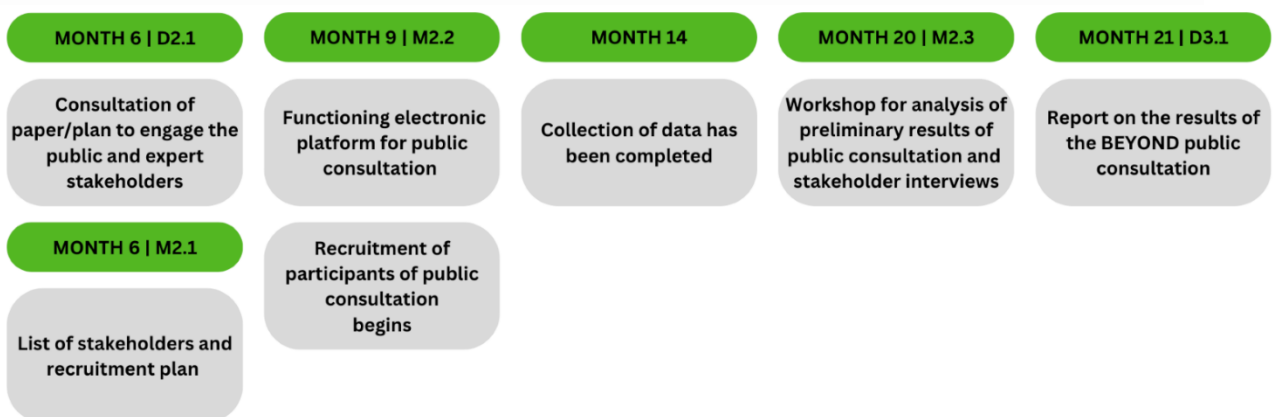 MONTH 6 | D2.1
Consultation of
paper/plan to engage the
public and expert
stakeholders
MONTH 6 | M2.1
List of stakeholders and
recruitment plan
MONTH 9 | M2.2
Functioning electronic
platform for public
consultation
Recruitment of
participants of public
consultation
begins
MONTH 14
Collection of data has
been completed
MONTH 20 | M2.3
Workshop for analysis of
preliminary results of
public consultation and
stakeholder interviews
MONTH 21 | D3.1
Report on the results of
the BEYOND public
consultation